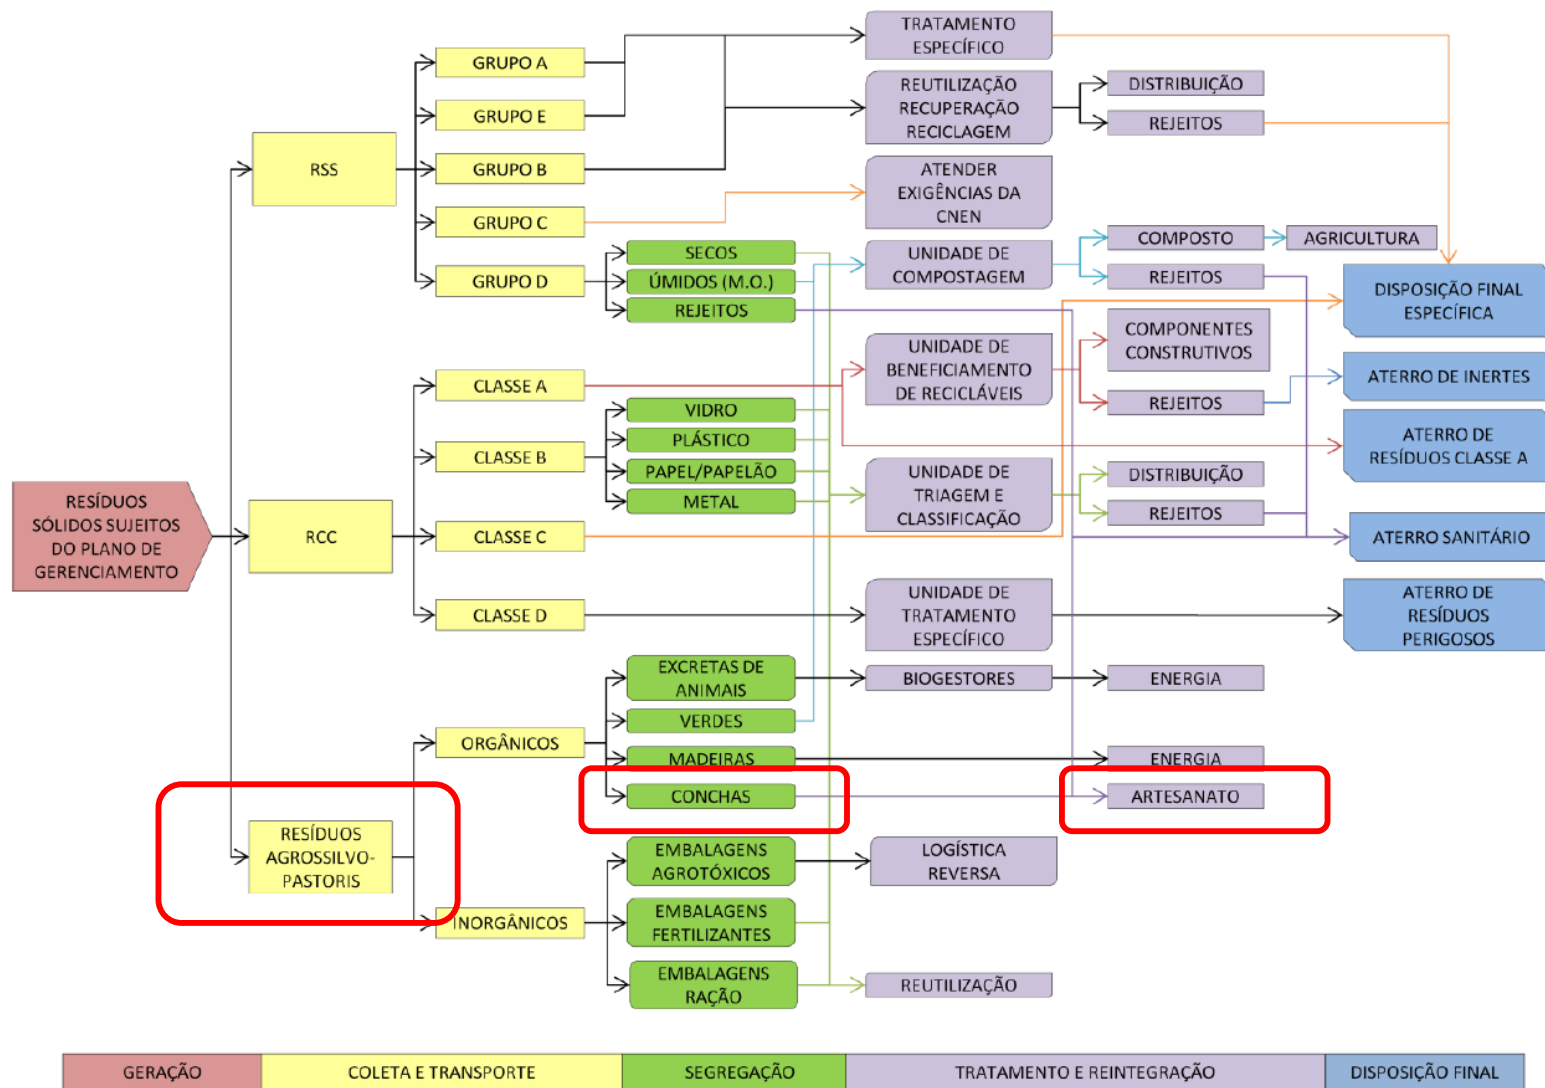 RESÍDUOS
SÓLIDOS SUJEITOS
DO PLANO DE
GERENCIAMENTO
RSS
RCC
RESÍDUOS
AGROSSILVO-
PASTORIS
GRUPO A
GRUPO E
GRUPO B
GRUPO C
GRUPO D
CLASSE A
CLASSE B
CLASSE C
CLASSE D
ORGÂNICOS
INORGÂNICOS
SECOS
ÚMIDOS (M.O.)
REJEITOS
VIDRO
PLÁSTICO
PAPEL/PAPELÃO
METAL
EXCRETAS DE
ANIMAIS
VERDES
MADEIRAS
CONCHAS
EMBALAGENS
AGROTÓXICOS
EMBALAGENS
FERTILIZANTES
EMBALAGENS
RAÇÃO
TRATAMENTO
ESPECÍFICO
REUTILIZAÇÃO
RECUPERAÇÃO
RECICLAGEM
ATENDER
EXIGÊNCIAS DA
CNEN
UNIDADE DE
COMPOSTAGEM
UNIDADE DE
BENEFICIAMENTO
DE RECICLÁVEIS
UNIDADE DE
TRIAGEM E
CLASSIFICAÇÃO
UNIDADE DE
TRATAMENTO
ESPECÍFICO
BIOGESTORES
LOGÍSTICA
REVERSA
REUTILIZAÇÃO
DISTRIBUIÇÃO
REJEITOS
COMPOSTO
AGRICULTURA
REJEITOS
COMPONENTES
CONSTRUTIVOS
REJEITOS
DISTRIBUIÇÃO
REJEITOS
ENERGIA
ENERGIA
ARTESANATO
DISPOSIÇÃO FINAL
ESPECÍFICA
ATERRO DE INERTES
ATERRO DE
RESÍDUOS CLASSE A
ATERRO SANITÁRIO
ATERRO DE
RESÍDUOS
PERIGOSOS
GERAÇÃO
COLETA E TRANSPORTE
SEGREGAÇÃO
TRATAMENTO E REINTEGRAÇÃO
DISPOSIÇÃO FINAL